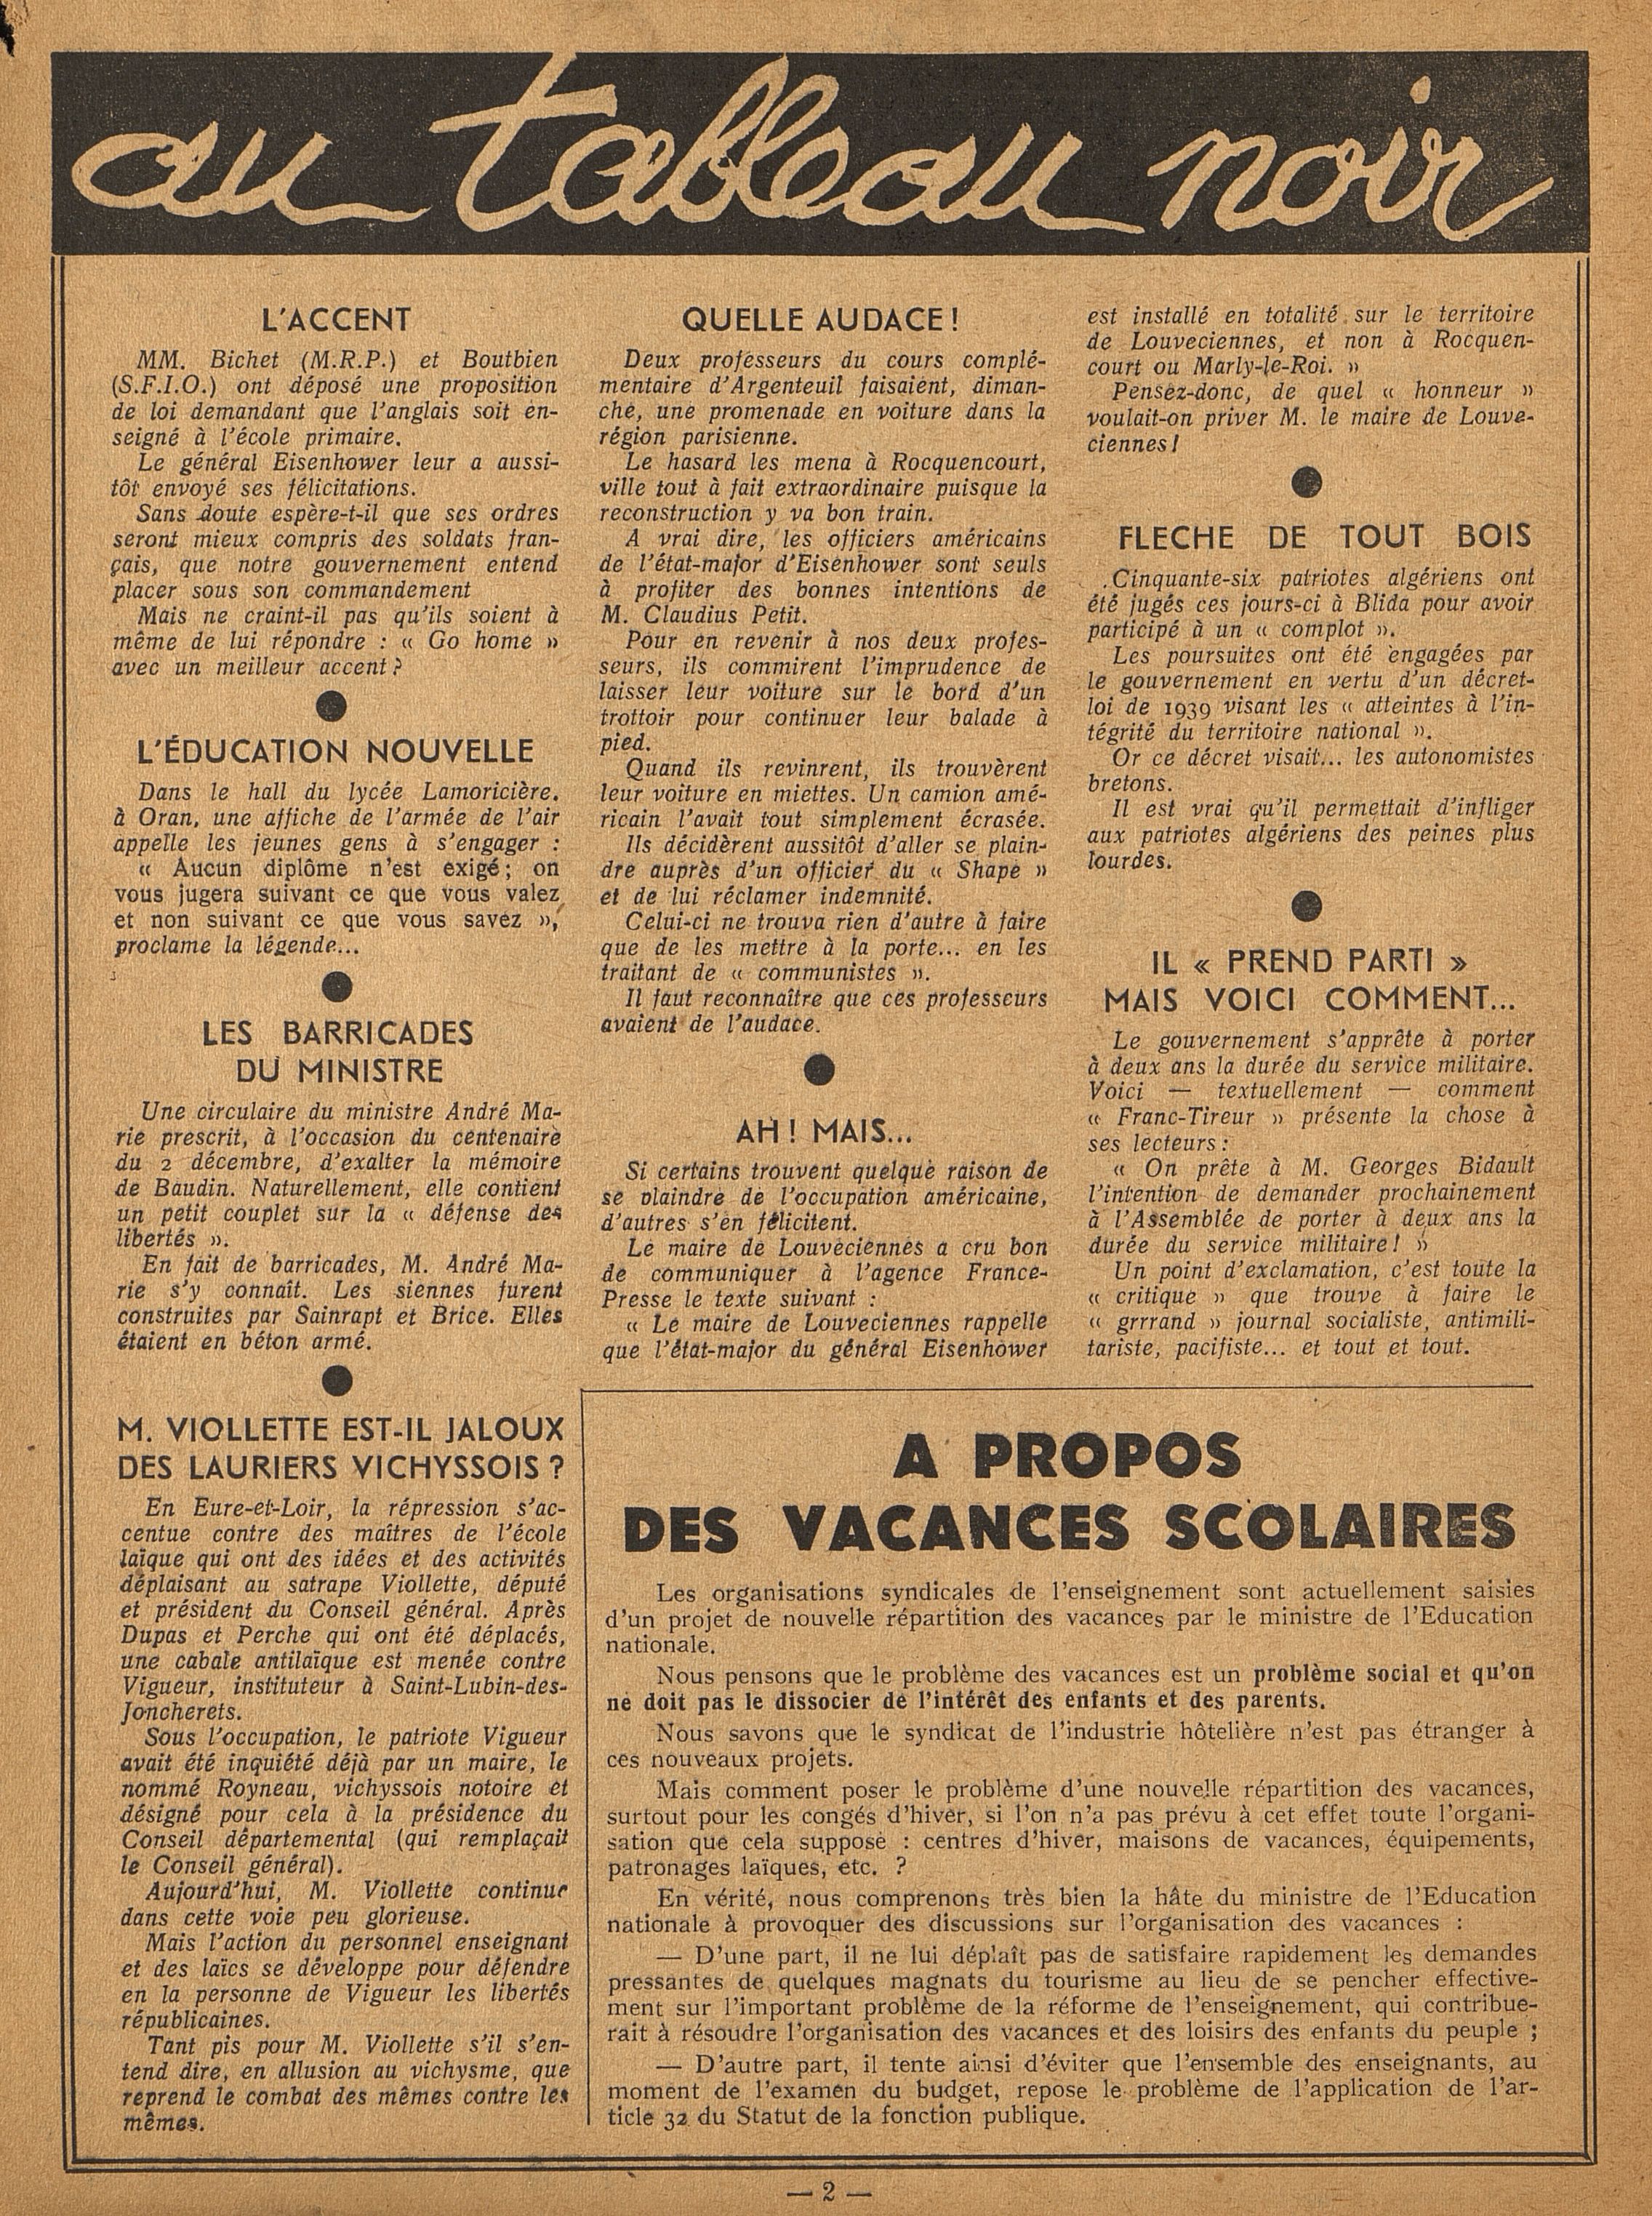 au tableau noir
L'ACCENT
MM. Bichet (M.R.P.) et Boutbien
(S.F.I.O.) ont déposé une proposition
de loi demandant que l'anglais soit en-
seigné à l'école primaire.
Le général Eisenhower leur a aussi-
tôt envoyé ses félicitations.
Sans doute espère-t-il que ses ordres
seront mieux compris des soldats fran-
çais, que notre gouvernement entend
placer sous son commandement
Mais ne craint-il pas qu'ils soient à
même de lui répondre : « Go home »
avec un meilleur accent ?
L'ÉDUCATION NOUVELLE
Dans le hall du lycée Lamoricière,
à Oran, une affiche de l'armée de l'air
appelle les jeunes gens à s'engager :
« Aucun diplôme n'est exigé ; on
vous jugera suivant ce que vous valez
et non suivant ce que vous savez »,
proclame la légende...
LES BARRICADES
DU MINISTRE
Une circulaire du ministre André Ma-
rie prescrit, à l'occasion du centenaire
du 2 décembre, d'exalter la mémoire
de Baudin. Naturellement, elle contient
un petit couplet sur la « défense des
libertés ».
En fait de barricades, M. André Ma-
rie s'y connaît. Les siennes furent
construites par Sainrapt et Brice. Elles
étaient en béton armé.
M. VIOLLETTE EST-IL JALOUX
DES LAURIERS VICHYSSOIS ?
En Eure-et-Loir, la répression s'ac-
centue contre des maîtres de l'école
laïque qui ont des idées et des activités
déplaisant au satrape Viollette, député
et président du Conseil général. Après
Dupas et Perche qui ont été déplacés,
une cabale antilaïque est menée contre
Vigueur, instituteur à Saint-Lubin-des-
Joncherets.
Sous l'occupation, le patriote Vigueur
avait été inquiété déjà par un maire, le
nommé Royneau, vichyssois notoire et
désigné pour cela à la présidence du
Conseil départemental (qui remplaçait
le Conseil général).
Aujourd'hui, M. Viollette continue
dans cette voie peu glorieuse.
Mais l'action du personnel enseignant
et des laïcs se développe pour défendre
en la personne de Vigueur les libertés
républicaines.
Tant pis pour M. Viollette s'il s'en-
tend dire, en allusion au vichysme, que
reprend le combat des mêmes contre les
mêmes.
QUELLE AUDACE !
Deux professeurs du cours complé-
mentaire d'Argenteuil faisaient, diman-
che, une promenade en voiture dans la
région parisienne.
Le hasard les mena à Rocquencourt,
ville tout à fait extraordinaire puisque la
reconstruction y va bon train.
A vrai dire, les officiers américains
de l'état-major d'Eisenhower sont seuls
à profiter des bonnes intentions de
M. Claudius Petit.
Pour en revenir à nos deux profes-
seurs, ils commirent l'imprudence de
laisser leur voiture sur le bord d'un
trottoir pour continuer leur balade à
pied.
Quand ils revinrent, ils trouvèrent
leur voiture en miettes. Un camion amé-
ricain l'avait tout simplement écrasée.
Ils décidèrent aussitôt d'aller se plain-
dre auprès d'un officier du « Shape »
et de lui réclamer indemnité.
Celui-ci ne trouva rien d'autre à faire
que de les mettre à la porte... en les
traitant de « communistes ».
Il faut reconnaître que ces professeurs
avaient de l'audace.
AH ! MAIS...
Si certains trouvent quelque raison de
se plaindre de l'occupation américaine,
d'autres s'en félicitent.
Le maire de Louveciennes a cru bon
de communiquer à l'agence France-
Presse le texte suivant :
« Le maire de Louveciennes rappelle
que l'état-major du général Eisenhower
est installé en totalité sur le territoire
de Louveciennes, et non à Rocquen-
court ou Marly-le-Roi. »
Pensez-donc, de quel « honneur »
voulait-on priver M. le maire de Louve-
ciennes !
FLECHE DE TOUT BOIS
Cinquante-six patriotes algériens ont
été jugés ces jours-ci à Blida pour avoir
participé à un « complot ».
Les poursuites ont été engagées par
le gouvernement en vertu d'un décret-
loi de 1939 visant les « atteintes à l'in-
tégrité du territoire national ».
Or ce décret visait... les autonomistes
bretons.
Il est vrai qu'il permettait d'infliger
aux patriotes algériens des peines plus
lourdes.
IL « PREND PARTI »
MAIS VOICI COMMENT...
Le gouvernement s'apprête à porter
à deux ans la durée du service militaire.
Voici — textuellement — comment
« Franc-Tireur » présente la chose à
ses lecteurs :
« On prête à M. Georges Bidault
l'intention de demander prochainement
à l'Assemblée de porter à deux ans la
durée du service militaire ! »
Un point d'exclamation, c'est toute la
« critique » que trouve à faire le
« grrrand » journal socialiste, antimili-
tariste, pacifiste... et tout et tout.
A PROPOS
DES VACANCES SCOLAIRES
Les organisations syndicales de l'enseignement sont actuellement saisies
d'un projet de nouvelle répartition des vacances par le ministre de l'Education
nationale.
Nous pensons que le problème des vacances est un problème social et qu'on
ne doit pas le dissocier de l'intérêt des enfants et des parents.
Nous savons que le syndicat de l'industrie hôtelière n'est pas étranger à
ces nouveaux projets.
Mais comment poser le problème d'une nouvelle répartition des vacances,
surtout pour les congés d'hiver, si l'on n'a pas prévu à cet effet toute l'organi-
sation que cela suppose : centres d'hiver, maisons de vacances, équipements,
patronages laïques, etc. ?
En vérité, nous comprenons très bien la hâte du ministre de l'Education
nationale à provoquer des discussions sur l'organisation des vacances :
— D'une part, il ne lui déplaît pas de satisfaire rapidement les demandes
pressantes de quelques magnats du tourisme au lieu de se pencher effective-
ment sur l'important problème de la réforme de l'enseignement, qui contribue-
rait à résoudre l'organisation des vacances et des loisirs des enfants du peuple ;
— D'autre part, il tente ainsi d'éviter que l'ensemble des enseignants, au
moment de l'examen du budget, repose le problème de l'application de l'ar-
ticle 32 du Statut de la fonction publique.
— 2 —